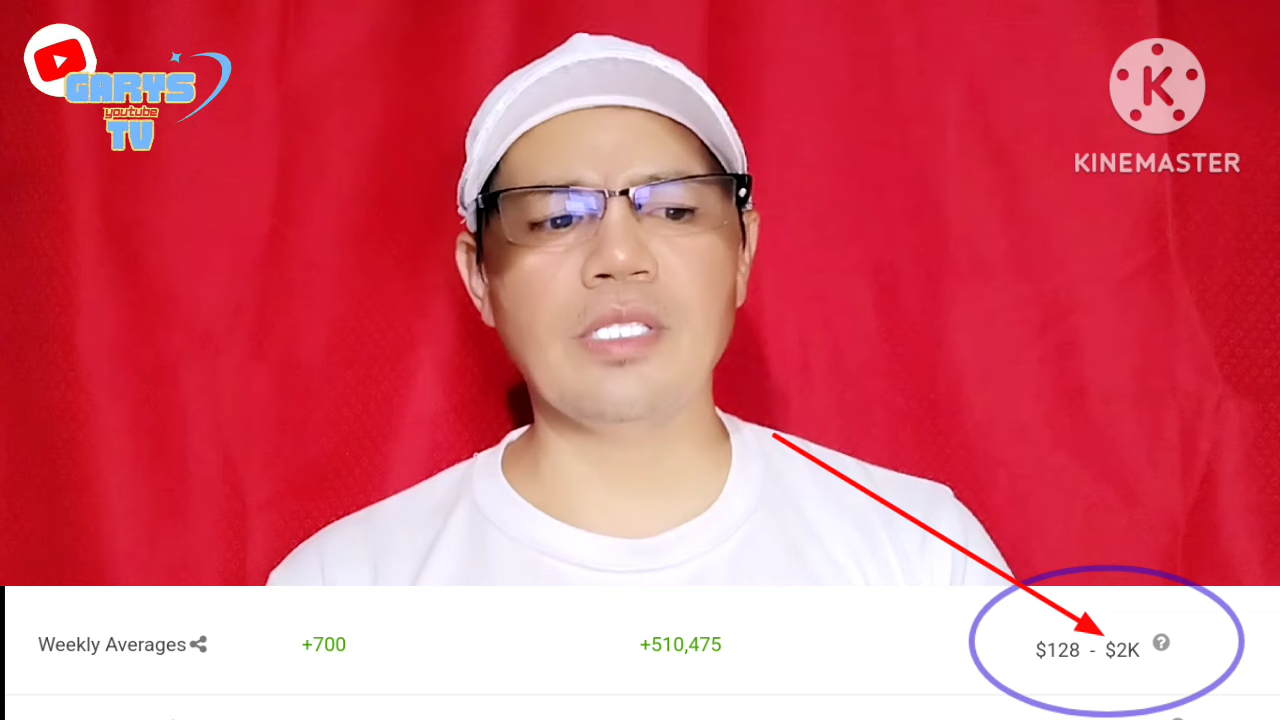 GARYS
youtube
TV
K
KINEMASTER
Weekly Averages +700 +510,475 $128 - $2K ?